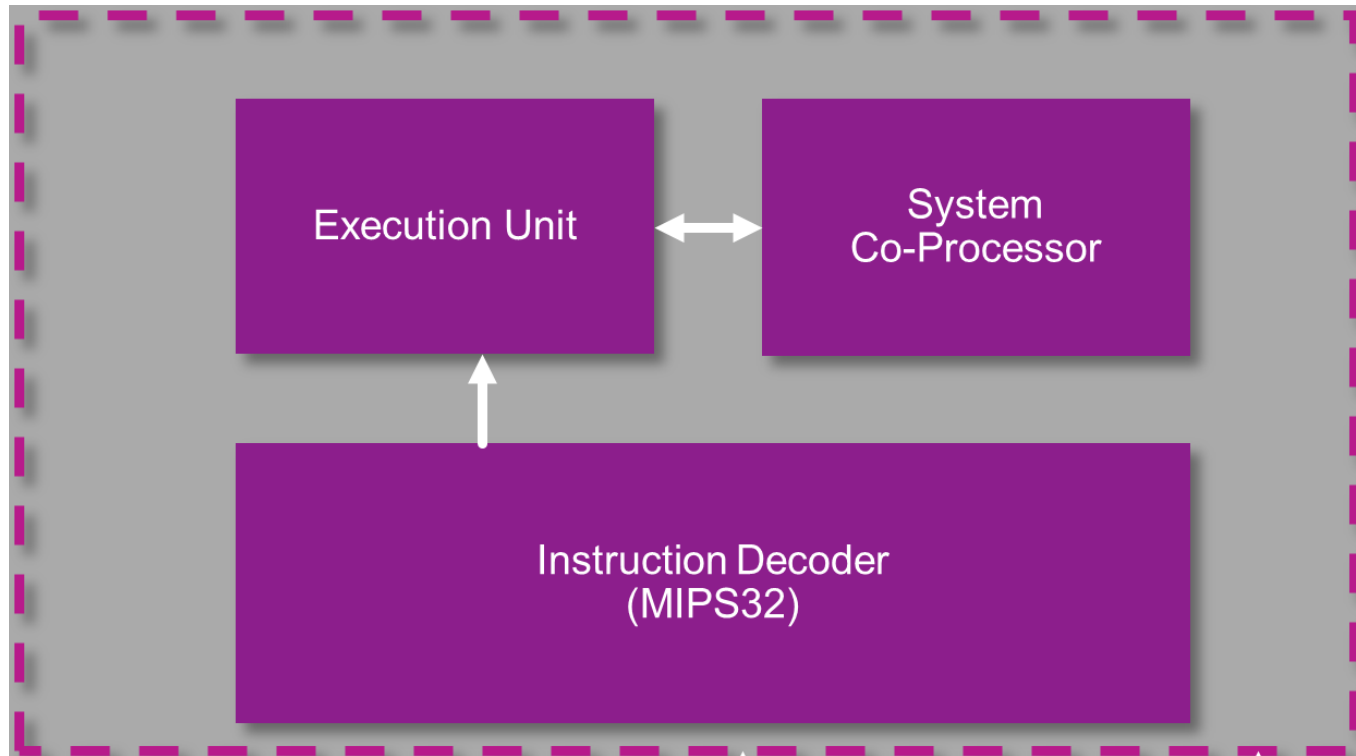 Execution Unit
System
Co-Processor
Instruction Decoder
(MIPS32)